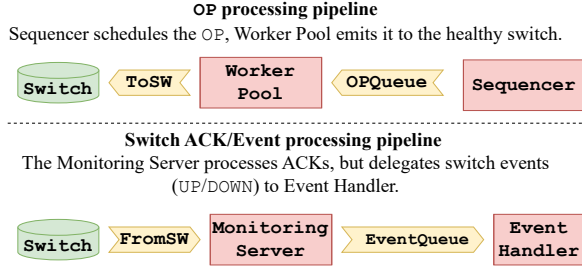 OP processing pipeline
Sequencer schedules the OP, Worker Pool emits it to the healthy switch.
Switch ToSW Worker Pool OPQueue Sequencer
Switch ACK/Event processing pipeline
The Monitoring Server processes ACKs, but delegates switch events
(UP/DOWN) to Event Handler.
Switch FromSW Monitoring Server EventQueue Event Handler